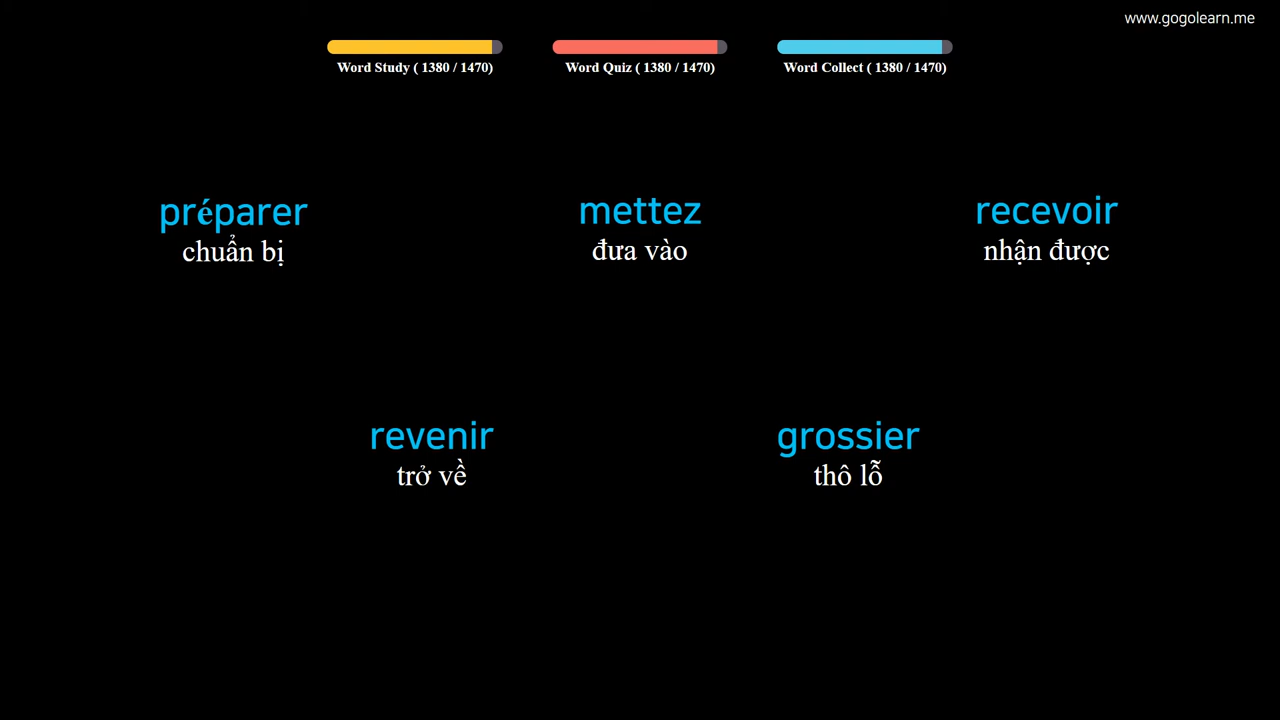 www.gogolearn.me
Word Study ( 1380 / 1470)
Word Quiz ( 1380 / 1470)
Word Collect ( 1380 / 1470)
préparer
chuẩn bị
mettez
đưa vào
recevoir
nhận được
revenir
trở về
grossier
thô lỗ